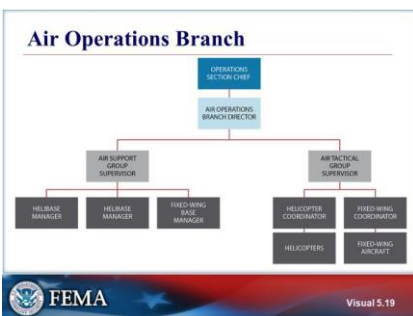 Air Operations Branch
OPERATIONS
SECTION CHIEF
AIR OPERATIONS
BRANCH DIRECTOR
AIR SUPPORT
GROUP
SUPERVISOR
AIR TACTICAL
GROUP
SUPERVISOR
HELIBASE
MANAGER
HELIBASE
MANAGER
FIXED-WING
BASE
MANAGER
HELICOPTER
COORDINATOR
FIXED-WING
COORDINATOR
HELICOPTERS
FIXED-WING
AIRCRAFT
FEMA
Visual 5.19